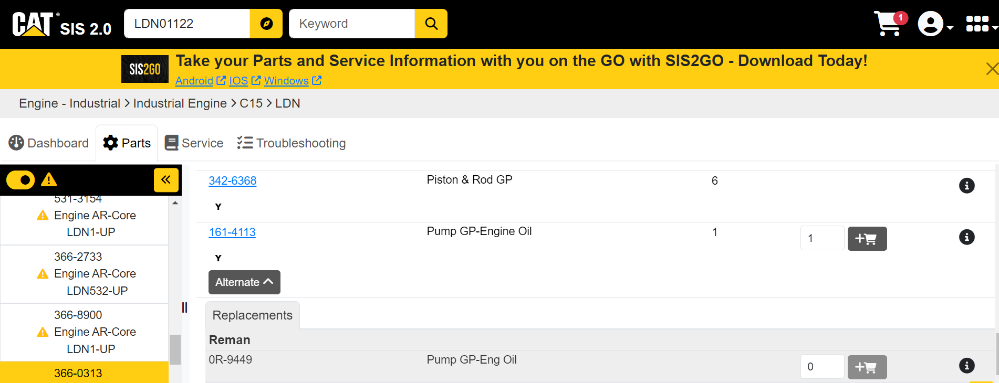 CAT ® SIS 2.0 LDN01122 Keyword 1
SIS2GO Take your Parts and Service Information with you on the GO with SIS2GO - Download Today!
Android IOS Windows
Engine - Industrial > Industrial Engine > C15 > LDN
Dashboard Parts Service Troubleshooting
531-3154
Engine AR-Core
LDN1-UP
366-2733
Engine AR-Core
LDN532-UP
366-8900
Engine AR-Core
LDN1-UP
366-0313
342-6368 Piston & Rod GP 6
Y
161-4113 Pump GP-Engine Oil 1 1
Y
Alternate
Replacements
Reman
0R-9449 Pump GP-Eng Oil 0